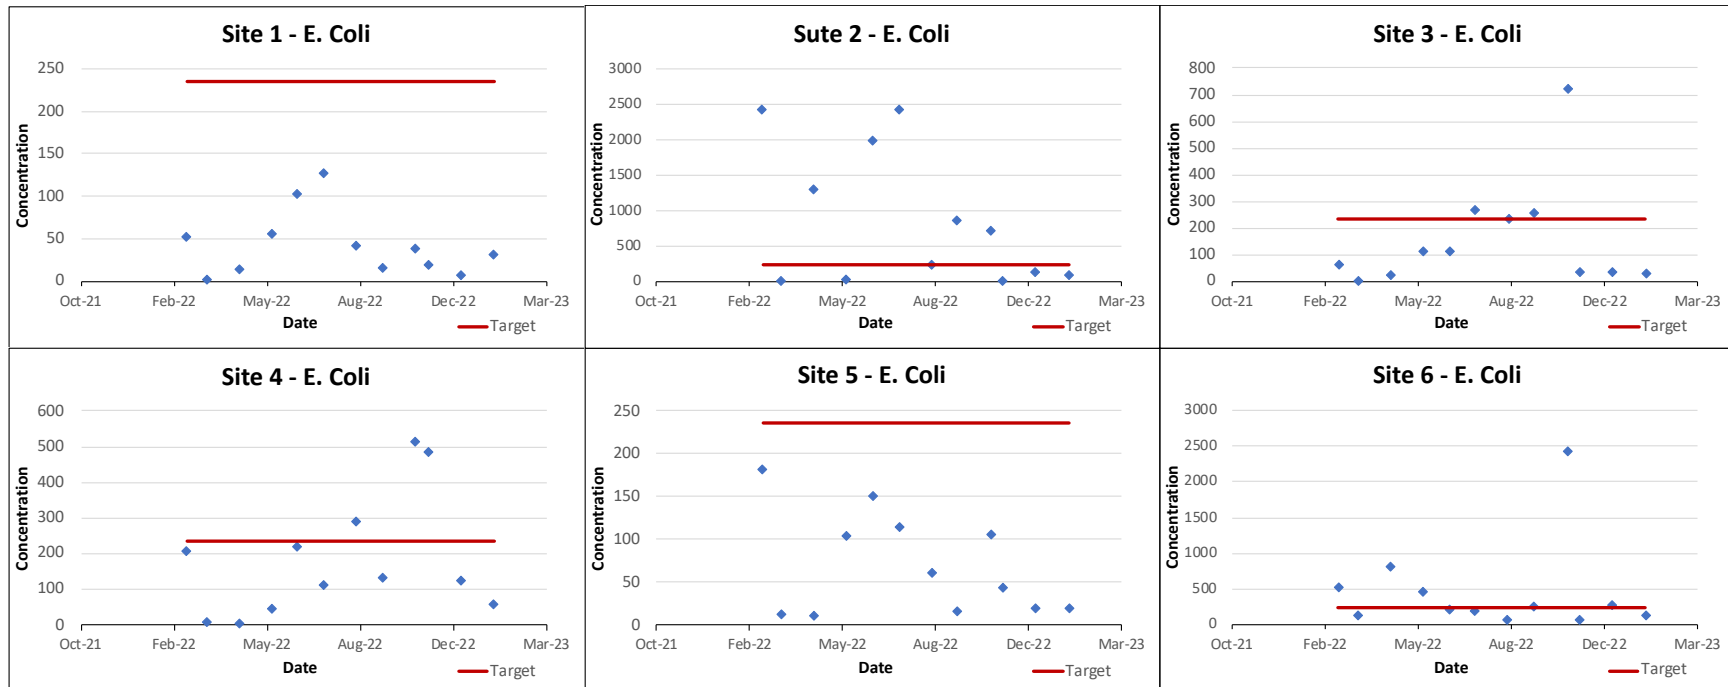 Site 1 - E. Coli
250
200
150
100
50
0
Concentration
Oct-21 Feb-22 May-22 Aug-22 Dec-22 Mar-23
Date
Target
Sute 2 - E. Coli
3000
2500
2000
1500
1000
500
0
Concentration
Oct-21 Feb-22 May-22 Aug-22 Dec-22 Mar-23
Date
Target
Site 3 - E. Coli
800
700
600
500
400
300
200
100
0
Concentration
Oct-21 Feb-22 May-22 Aug-22 Dec-22 Mar-23
Date
Target
Site 4 - E. Coli
600
500
400
300
200
100
0
Concentration
Oct-21 Feb-22 May-22 Aug-22 Dec-22 Mar-23
Date
Target
Site 5 - E. Coli
250
200
150
100
50
0
Concentration
Oct-21 Feb-22 May-22 Aug-22 Dec-22 Mar-23
Date
Target
Site 6 - E. Coli
3000
2500
2000
1500
1000
500
0
Concentration
Oct-21 Feb-22 May-22 Aug-22 Dec-22 Mar-23
Date
Target